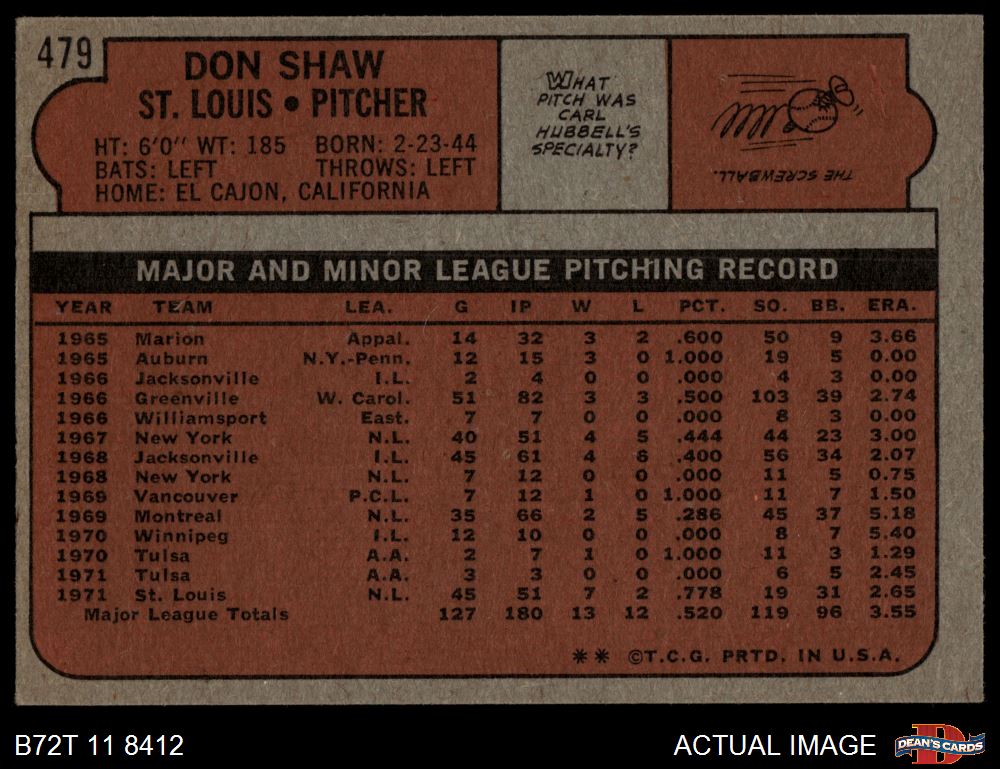 479
DON SHAW
ST. LOUIS • PITCHER
HT: 6'0" WT: 185 BORN: 2-23-44
BATS: LEFT THROWS: LEFT
HOME: EL CAJON, CALIFORNIA
WHAT
PITCH WAS
CARL
HUBBELL'S
SPECIALTY?
THE SCREWBALL.
MAJOR AND MINOR LEAGUE PITCHING RECORD
YEAR TEAM LEA. G IP W L PCT. SO. BB. ERA.
1965 Marion Appal. 14 32 3 2 .600 50 9 3.66
1965 Auburn N.Y.-Penn. 12 15 3 0 1.000 19 5 0.00
1966 Jacksonville I.L. 2 4 0 0 .000 4 3 0.00
1966 Greenville W. Carol. 51 82 3 3 .500 103 39 2.74
1966 Williamsport East. 7 7 0 0 .000 8 3 0.00
1967 New York N.L. 40 51 4 5 .444 44 23 3.00
1968 Jacksonville I.L. 45 61 4 6 .400 56 34 2.07
1968 New York N.L. 7 12 0 0 .000 11 5 0.75
1969 Vancouver P.C.L. 7 12 1 0 1.000 11 7 1.50
1969 Montreal N.L. 35 66 2 5 .286 45 37 5.18
1970 Winnipeg I.L. 12 10 0 0 .000 8 7 5.40
1970 Tulsa A.A. 2 7 1 0 1.000 11 3 1.29
1971 Tulsa A.A. 3 3 0 0 .000 6 5 2.45
1971 St. Louis N.L. 45 51 7 2 .778 19 31 2.65
Major League Totals 127 180 13 12 .520 119 96 3.55
** ©T.C.G. PRTD. IN U.S.A.
B72T 11 8412
ACTUAL IMAGE
DEAN'S CARDS